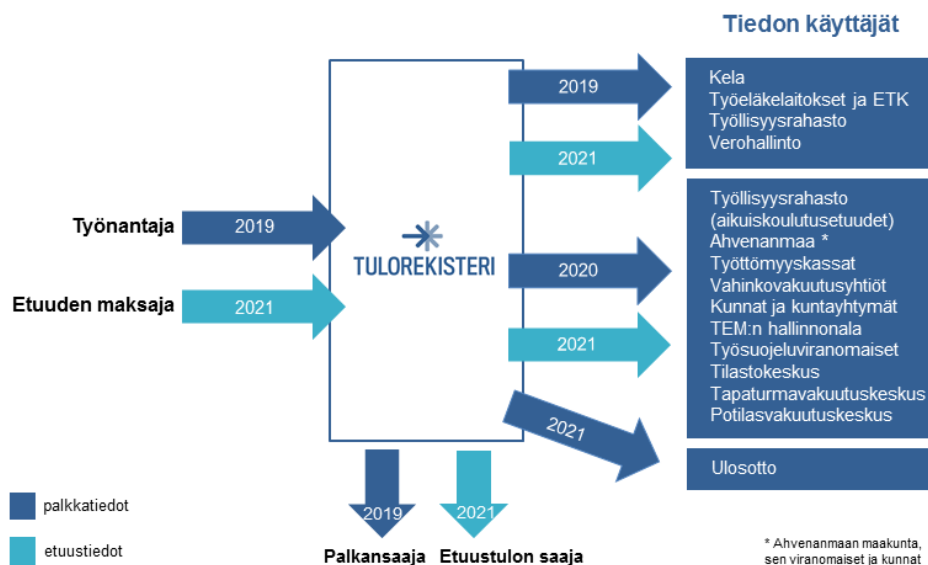 Tiedon käyttäjät
2019
Kela
Työeläkelaitokset ja ETK
Työllisyysrahasto
Verohallinto
2021
Työnantaja
2019
Etuuden maksaja
2021
TULOREKISTERI
2020
2021
Työllisyysrahasto
(aikuiskoulutusetuudet)
Ahvenanmaa *
Työttömyyskassat
Vahinkovakuutusyhtiöt
Kunnat ja kuntayhtymät
TEM:n hallinnonala
Työsuojeluviranomaiset
Tilastokeskus
Tapaturmavakuutuskeskus
Potilasvakuutuskeskus
2021
Ulosotto
palkkatiedot
etuustiedot
2019
2021
Palkansaaja
Etuustulon saaja
* Ahvenanmaan maakunta,
sen viranomaiset ja kunnat